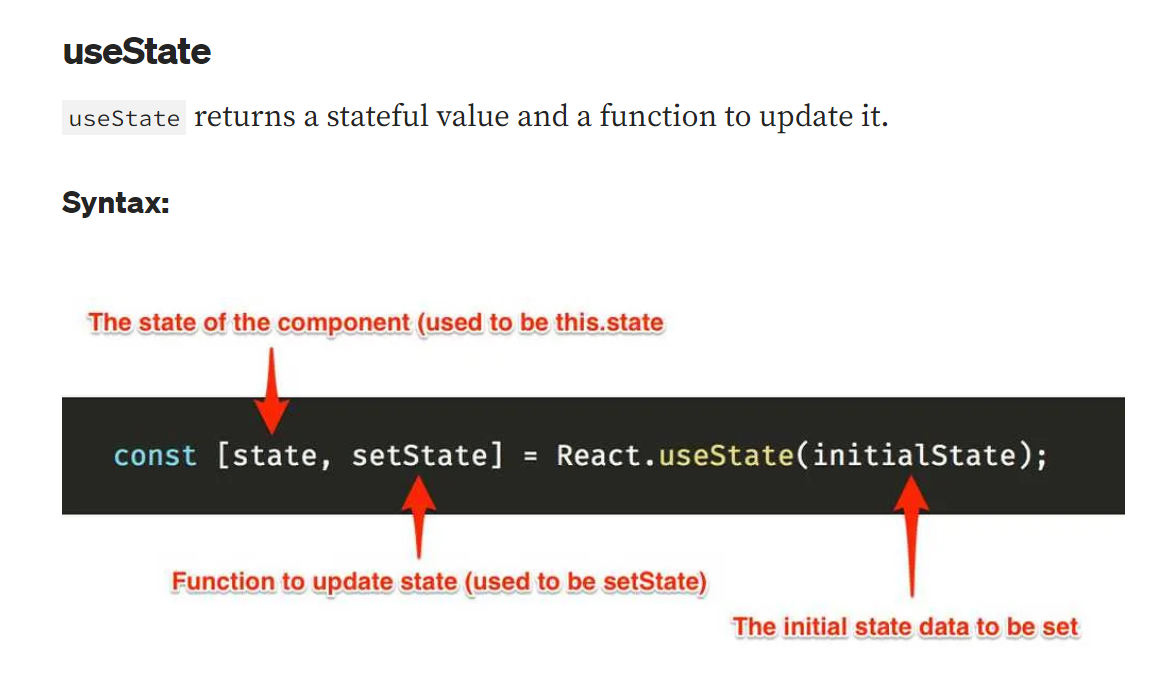 useState
useState returns a stateful value and a function to update it.
Syntax:
The state of the component (used to be this.state
const [state, setState] = React.useState(initialState);
Function to update state (used to be setState)
The initial state data to be set